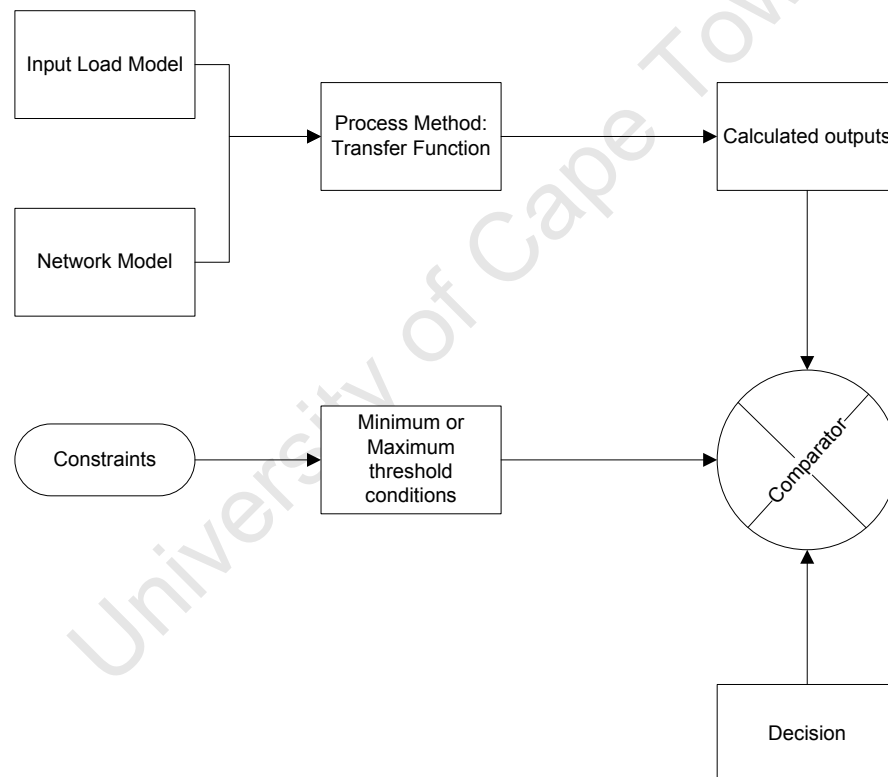 Input Load Model
Process Method:
Transfer Function
Calculated outputs
Network Model
Constraints
Minimum or
Maximum
threshold
conditions
Comparator
Decision
University of Cape Tow